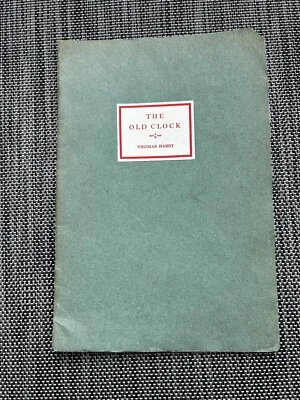 THE
OLD CLOCK
THOMAS HARDY